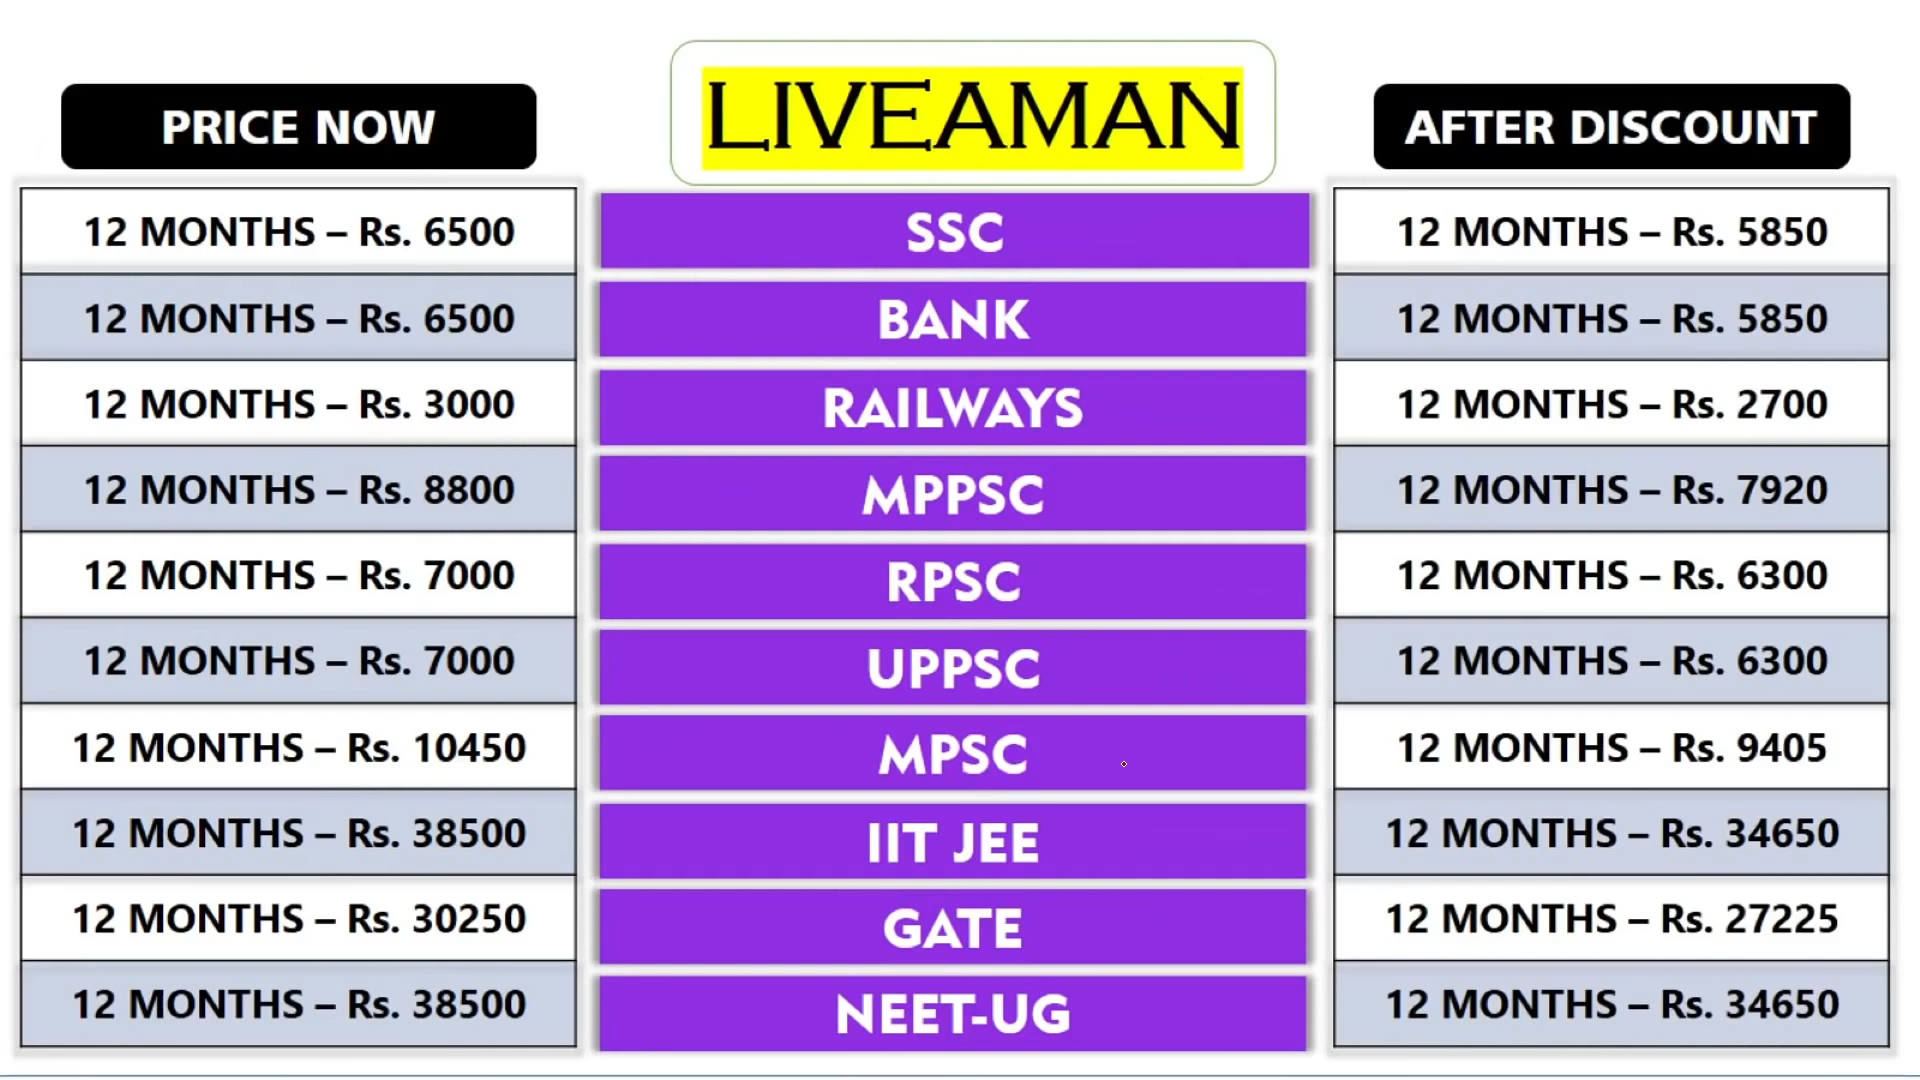 LIVEAMAN
PRICE NOW
AFTER DISCOUNT
12 MONTHS – Rs. 6500
SSC
12 MONTHS – Rs. 5850
12 MONTHS – Rs. 6500
BANK
12 MONTHS – Rs. 5850
12 MONTHS – Rs. 3000
RAILWAYS
12 MONTHS – Rs. 2700
12 MONTHS – Rs. 8800
MPPSC
12 MONTHS – Rs. 7920
12 MONTHS – Rs. 7000
RPSC
12 MONTHS – Rs. 6300
12 MONTHS – Rs. 7000
UPPSC
12 MONTHS – Rs. 6300
12 MONTHS – Rs. 10450
MPSC
12 MONTHS – Rs. 9405
12 MONTHS – Rs. 38500
IIT JEE
12 MONTHS – Rs. 34650
12 MONTHS – Rs. 30250
GATE
12 MONTHS – Rs. 27225
12 MONTHS – Rs. 38500
NEET-UG
12 MONTHS – Rs. 34650